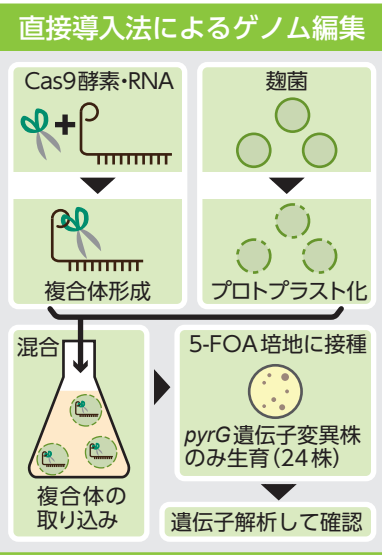 直接導入法によるゲノム編集
Cas9酵素・RNA
麹菌
複合体形成
プロトプラスト化
混合
複合体の
取り込み
5-FOA培地に接種
pyrG遺伝子変異株
のみ生育(24株)
遺伝子解析して確認